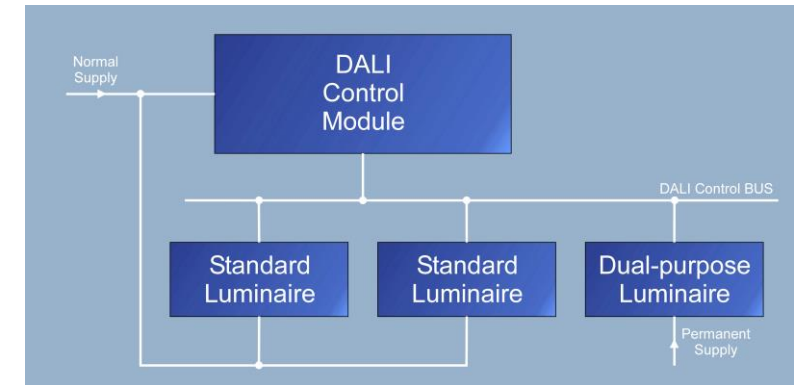 Normal
Supply
DALI
Control
Module
DALI Control BUS
Standard
Luminaire
Standard
Luminaire
Dual-purpose
Luminaire
Permanent
Supply